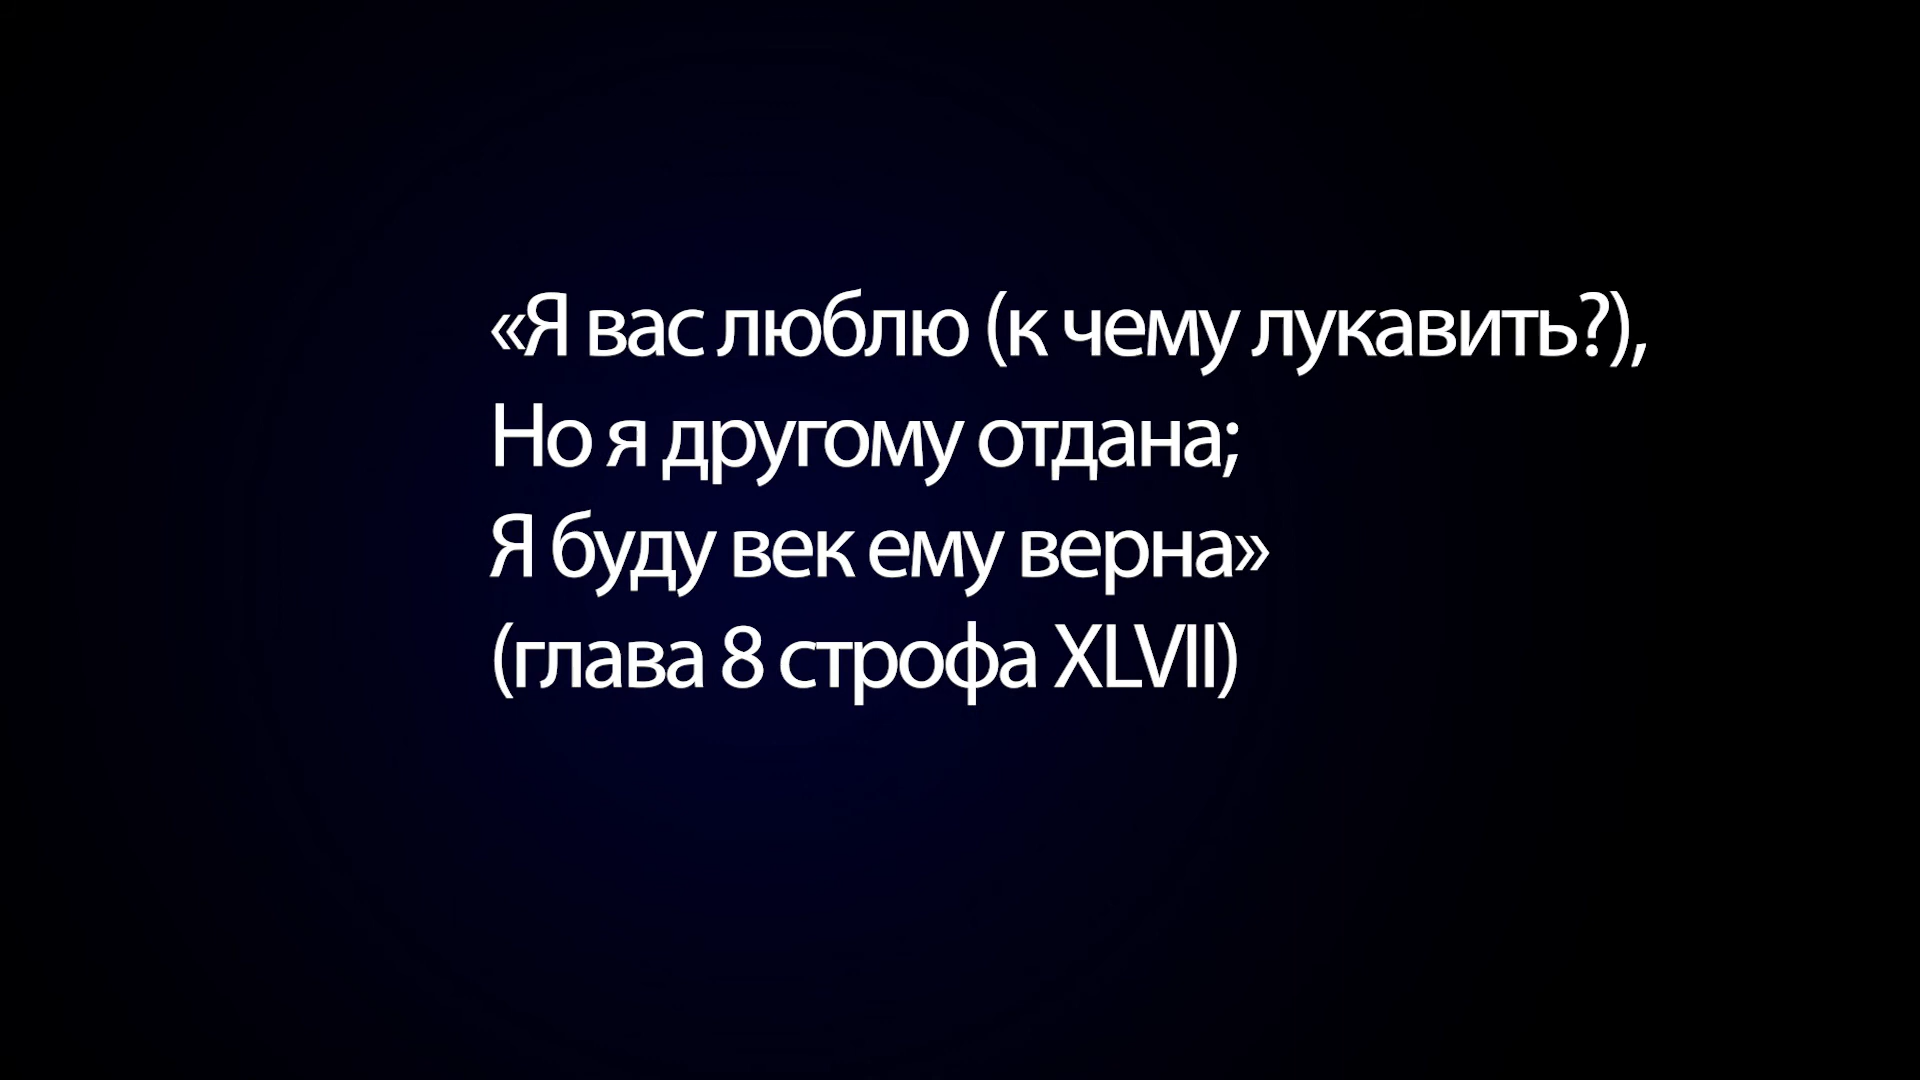 «Я вас люблю (к чему лукавить?),
Но я другому отдана;
Я буду век ему верна»
(глава 8 строфа XLVII)